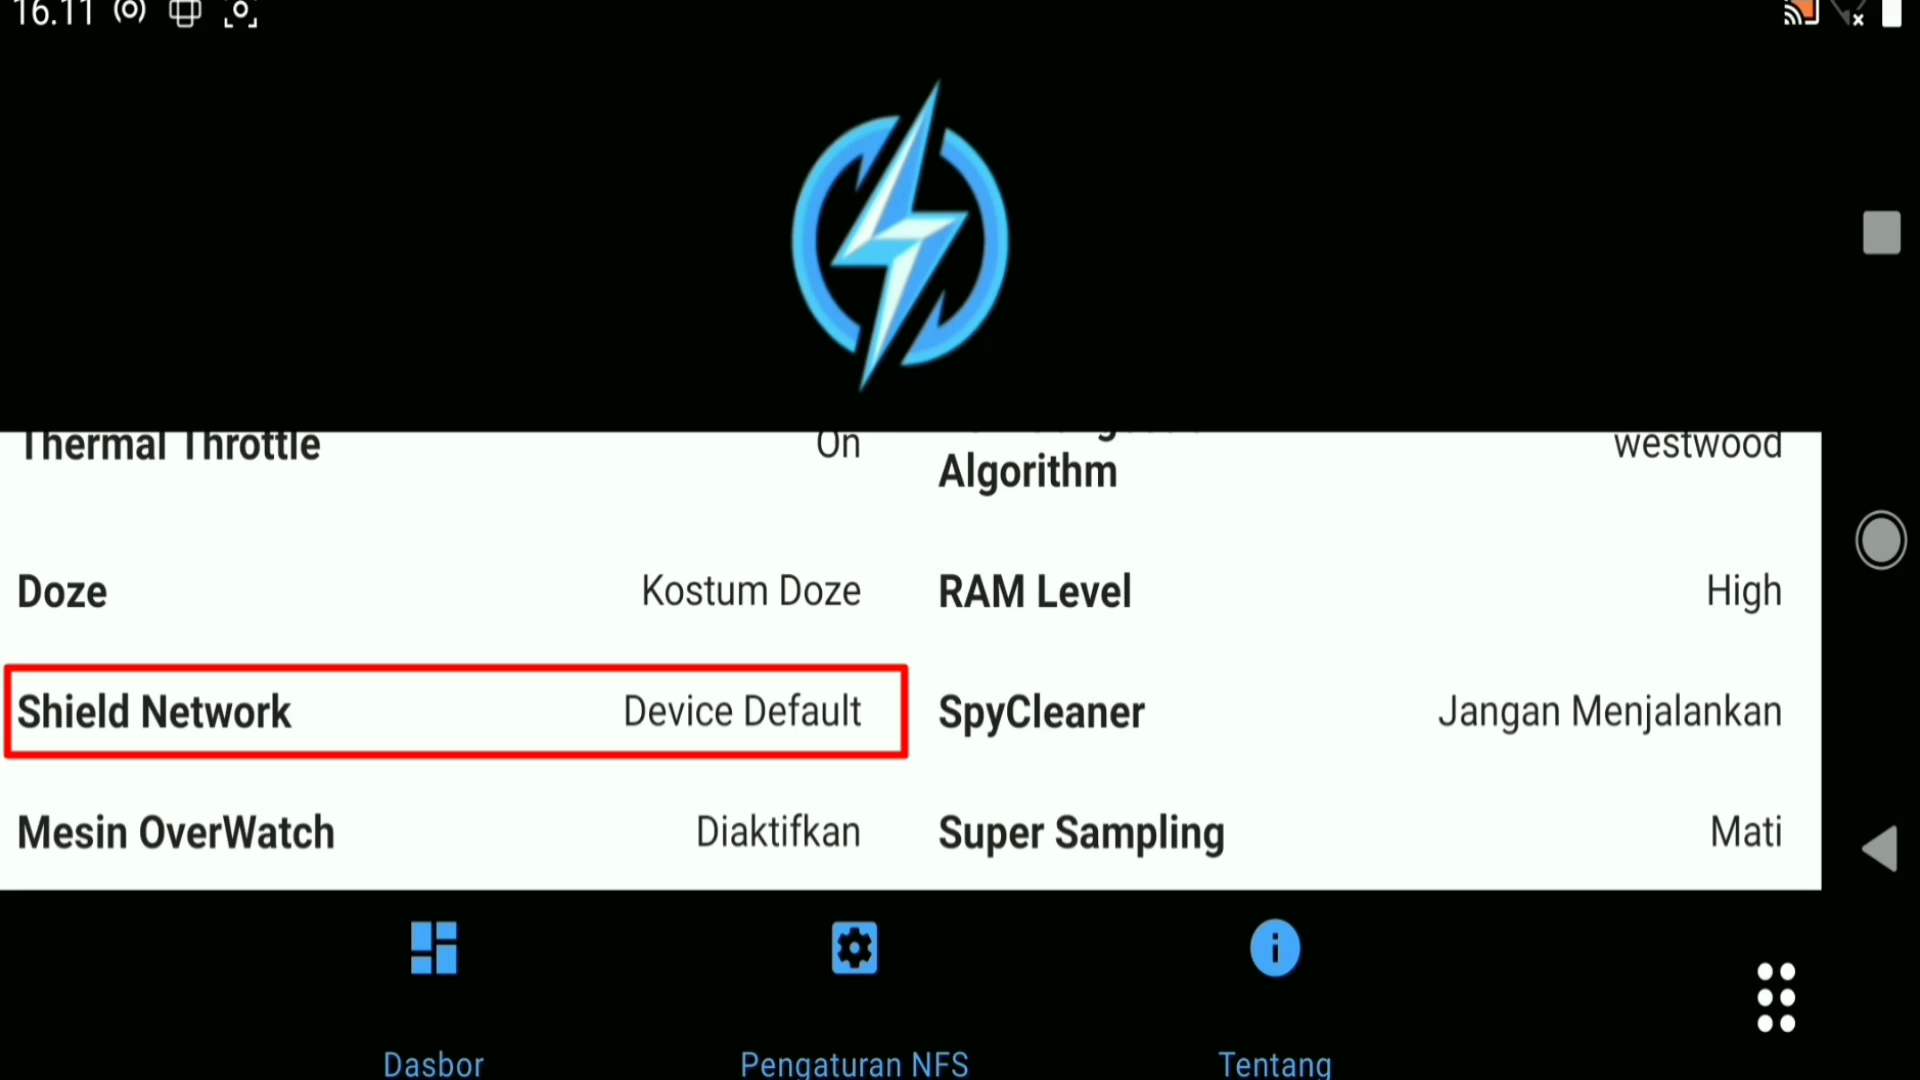 16.11
Thermal Throttle On
Algorithm westwood
Doze Kostum Doze
RAM Level High
Shield Network Device Default
SpyCleaner Jangan Menjalankan
Mesin OverWatch Diaktifkan
Super Sampling Mati
Dasbor
Pengaturan NFS
Tentang